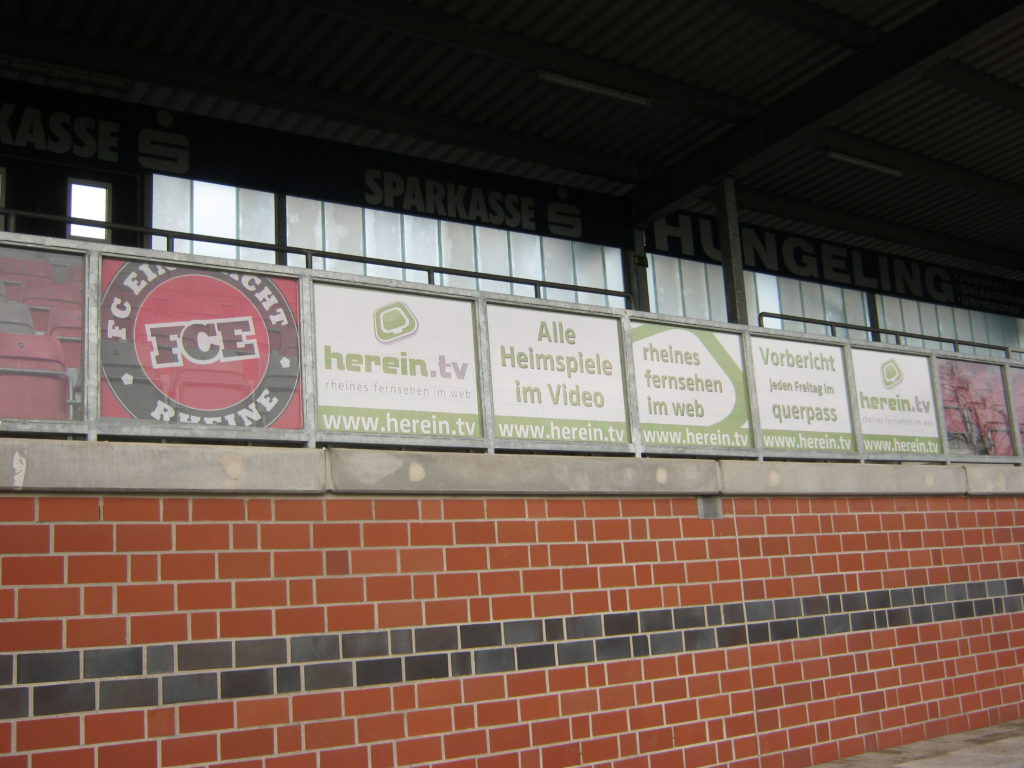 KASSE
SPARKASSE
HÜNGELING
FC EINTRACHT
FCE
RHEINE
herein.tv
rheines fernsehen im web
www.herein.tv
Alle
Heimspiele
im Video
www.herein.tv
rheines
fernsehen
im web
www.herein.tv
Vorbericht
jeden Freitag im
querpass
www.herein.tv
herein.tv
rheines fernsehen im web
www.herein.tv